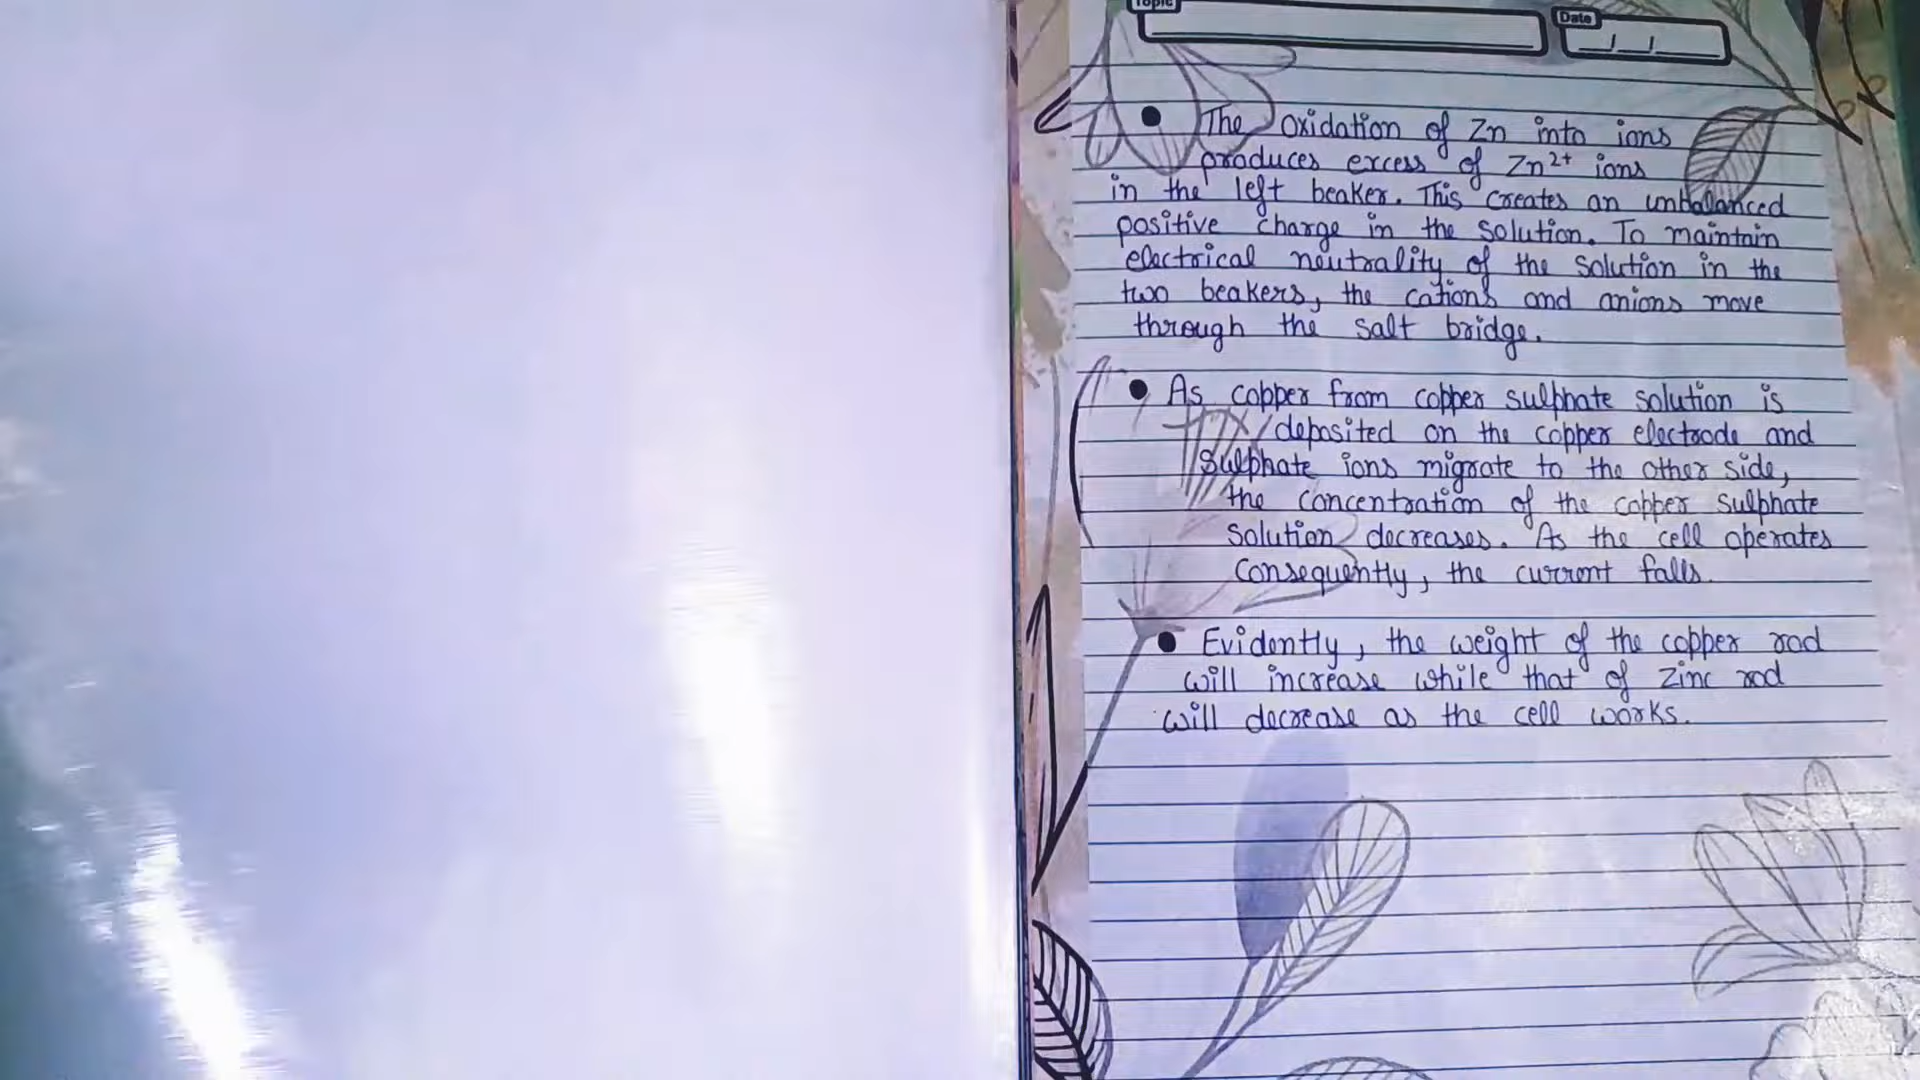 Topic
Date
● The oxidation of Zn into ions
produces excess of Zn²⁺ ions
in the left beaker. This creates an unbalanced
positive charge in the solution. To maintain
electrical neutrality of the solution in the
two beakers, the cations and anions move
through the salt bridge.
● As copper from copper sulphate solution is
deposited on the copper electrode and
sulphate ions migrate to the other side,
the concentration of the copper sulphate
solution decreases. As the cell operates
Consequently, the current falls.
● Evidently, the weight of the copper rod
will increase while that of zinc rod
will decrease as the cell works.